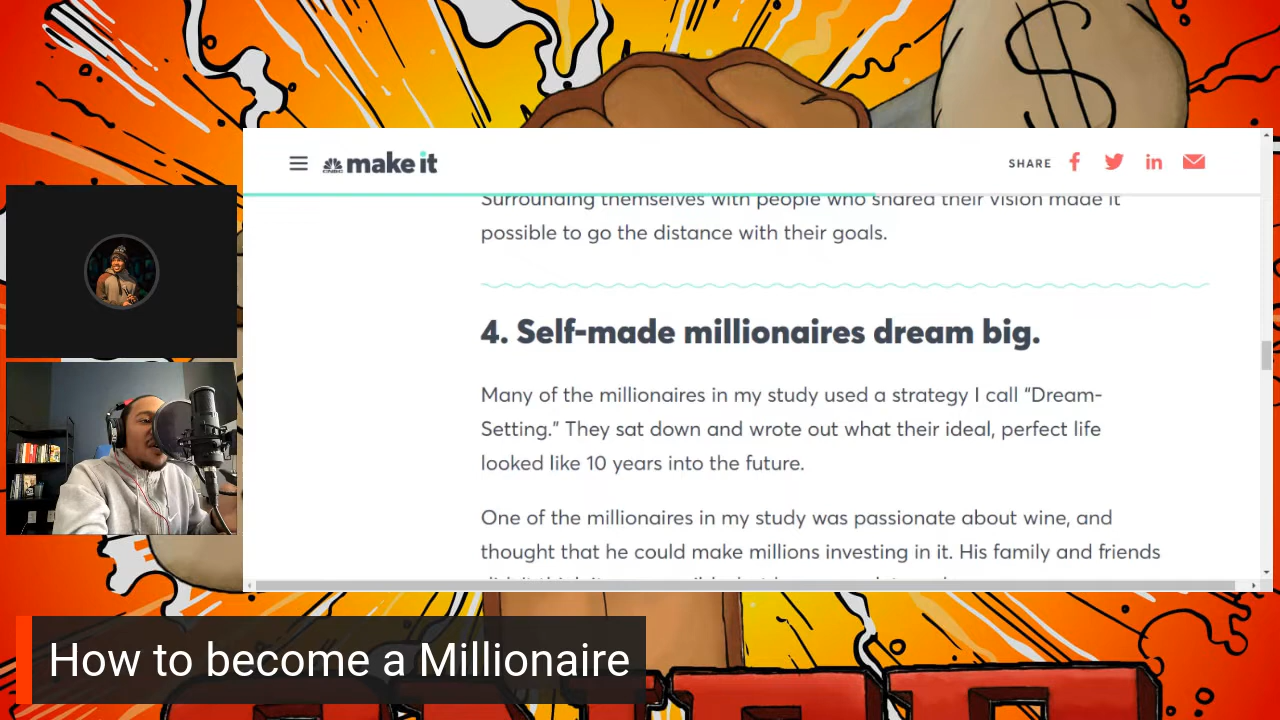 make it
SHARE
Surrounding themselves with people who shared their vision made it
possible to go the distance with their goals.
4. Self-made millionaires dream big.
Many of the millionaires in my study used a strategy I call “Dream-
Setting.” They sat down and wrote out what their ideal, perfect life
looked like 10 years into the future.
One of the millionaires in my study was passionate about wine, and
thought that he could make millions investing in it. His family and friends
How to become a Millionaire